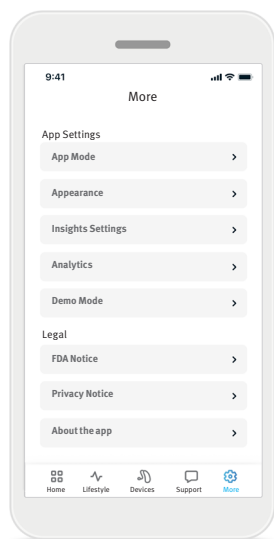 9:41
More
App Settings
App Mode
Appearance
Insights Settings
Analytics
Demo Mode
Legal
FDA Notice
Privacy Notice
About the app
Home Lifestyle Devices Support More